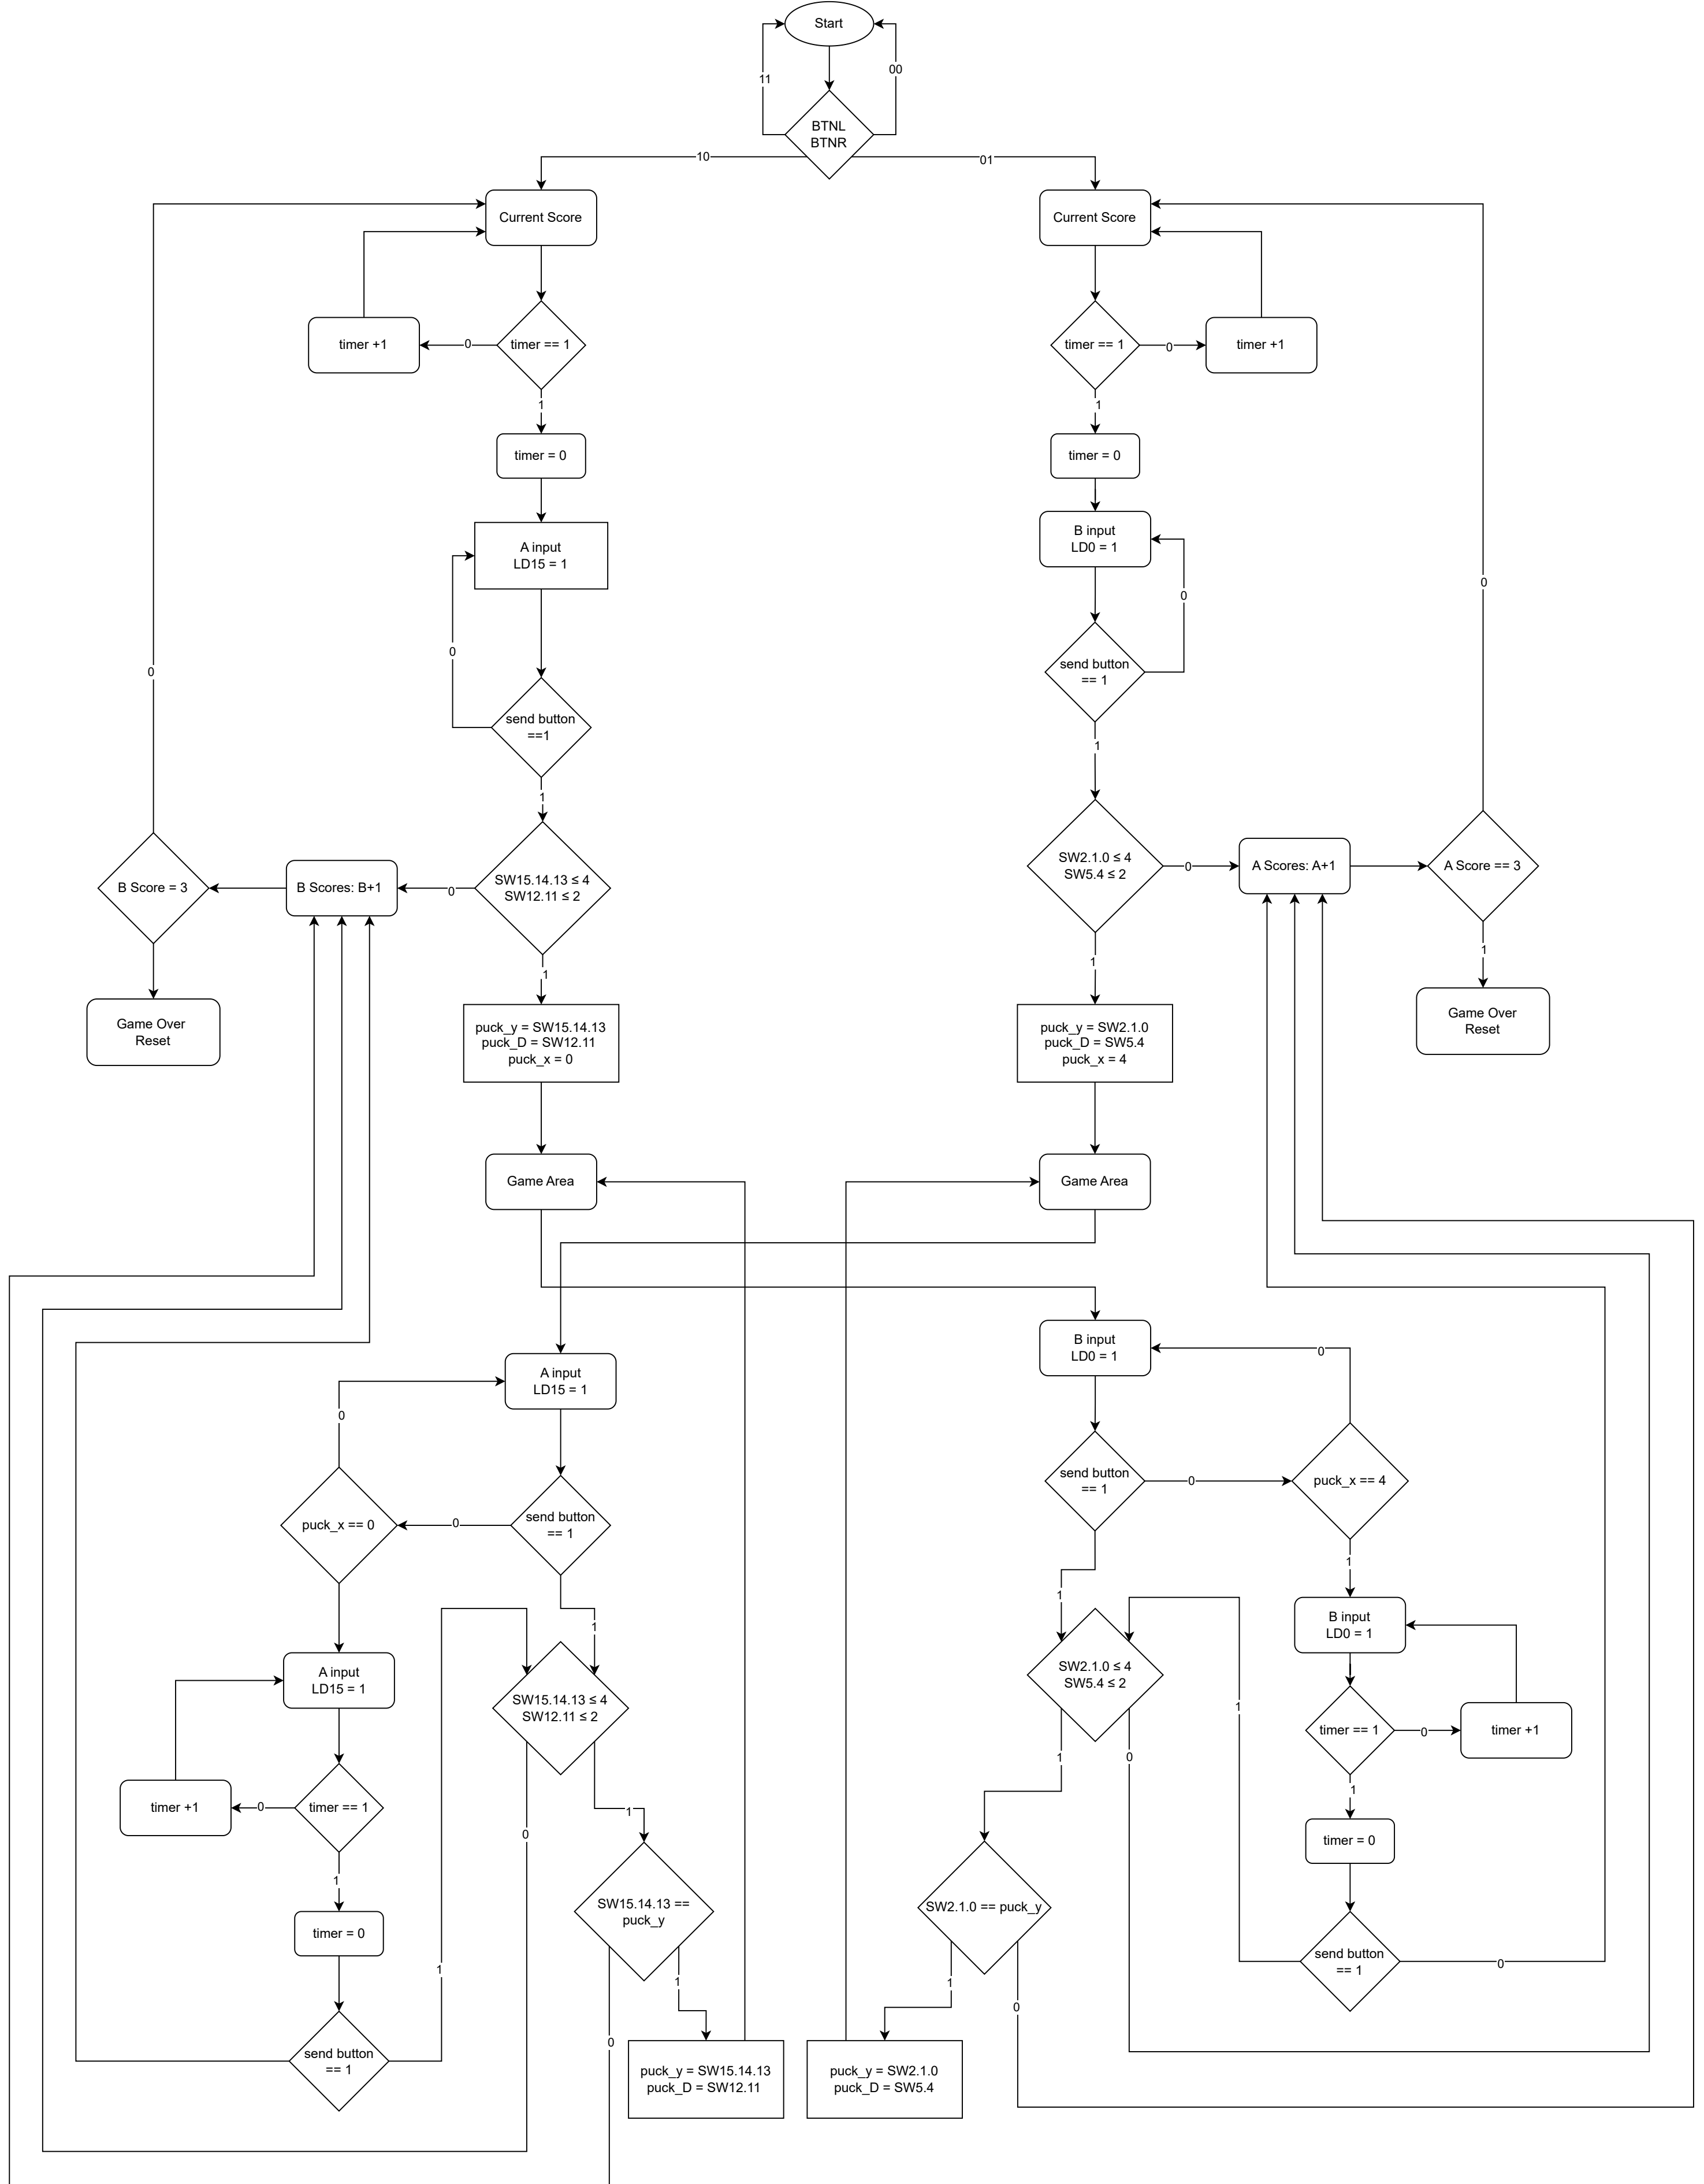 Start
11
00
BTNL
BTNR
10
01
Current Score
Current Score
timer +1
0
timer == 1
timer == 1
0
timer +1
1
1
timer = 0
timer = 0
A input
LD15 = 1
B input
LD0 = 1
0
0
0
0
send button
== 1
send button
==1
1
1
B Score = 3
B Scores: B+1
0
SW15.14.13 ≤ 4
SW12.11 ≤ 2
SW2.1.0 ≤ 4
SW5.4 ≤ 2
0
A Scores: A+1
A Score == 3
1
1
1
Game Over
Reset
puck_y = SW15.14.13
puck_D = SW12.11
puck_x = 0
puck_y = SW2.1.0
puck_D = SW5.4
puck_x = 4
Game Over
Reset
Game Area
Game Area
A input
LD15 = 1
B input
LD0 = 1
0
0
puck_x == 0
0
send button
== 1
send button
== 1
0
puck_x == 4
1
1
1
A input
LD15 = 1
SW15.14.13 ≤ 4
SW12.11 ≤ 2
SW2.1.0 ≤ 4
SW5.4 ≤ 2
B input
LD0 = 1
1
timer +1
0
timer == 1
1
0
timer == 1
0
timer +1
1
1
0
1
timer = 0
timer = 0
SW15.14.13 ==
puck_y
SW2.1.0 == puck_y
1
1
1
0
send button
== 1
0
send button
== 1
0
puck_y = SW15.14.13
puck_D = SW12.11
puck_y = SW2.1.0
puck_D = SW5.4